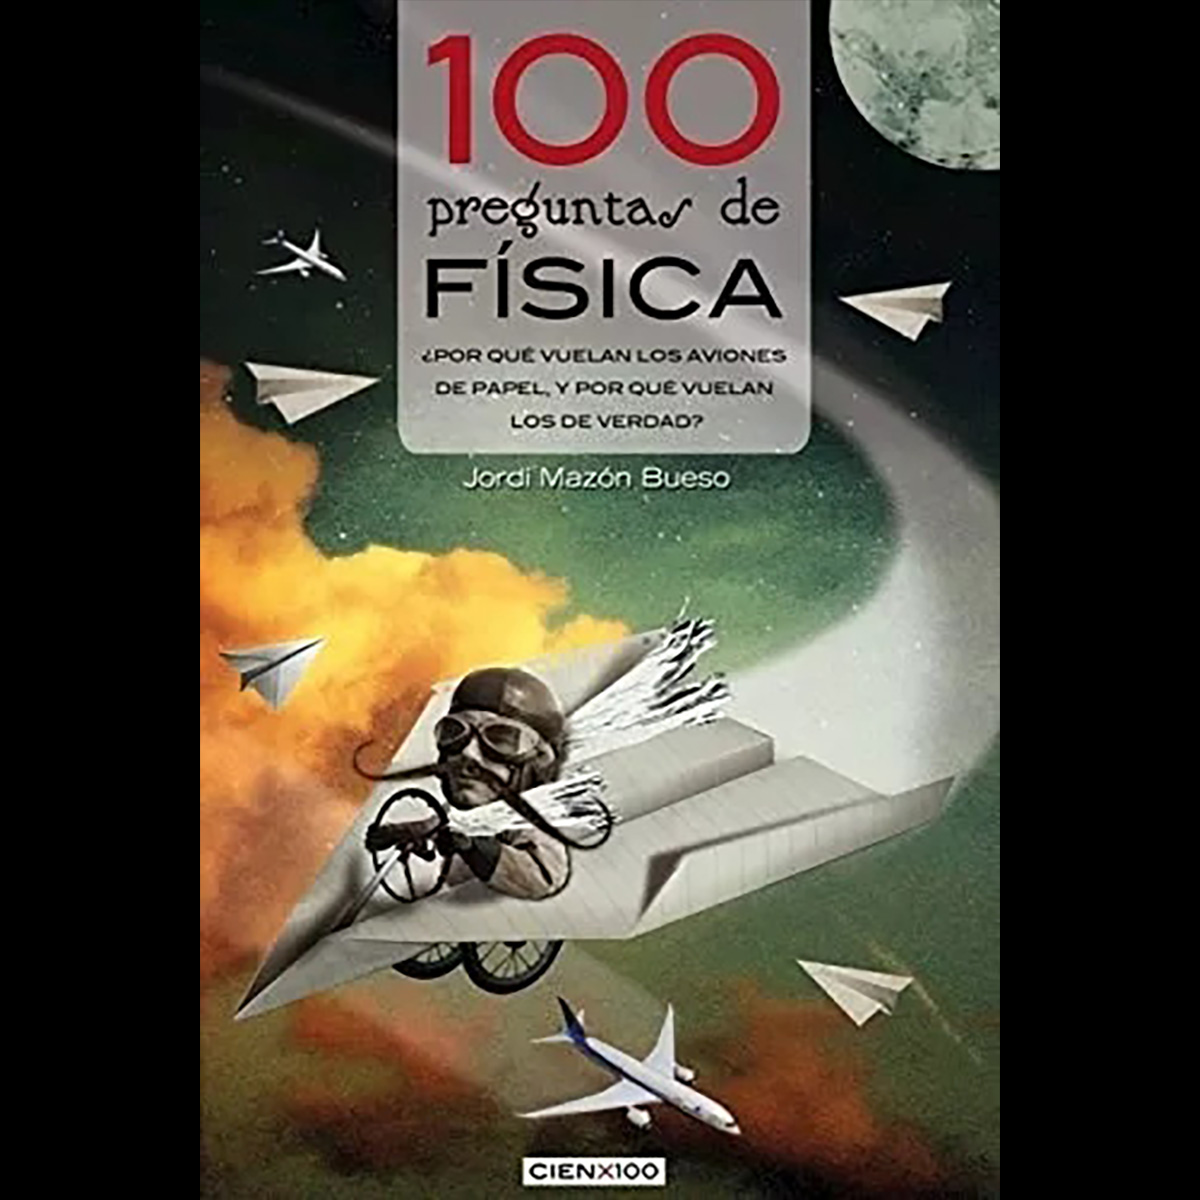 100
preguntas de
FÍSICA
¿POR QUÉ VUELAN LOS AVIONES
DE PAPEL, Y POR QUÉ VUELAN
LOS DE VERDAD?
Jordi Mazón Bueso
CIENX100